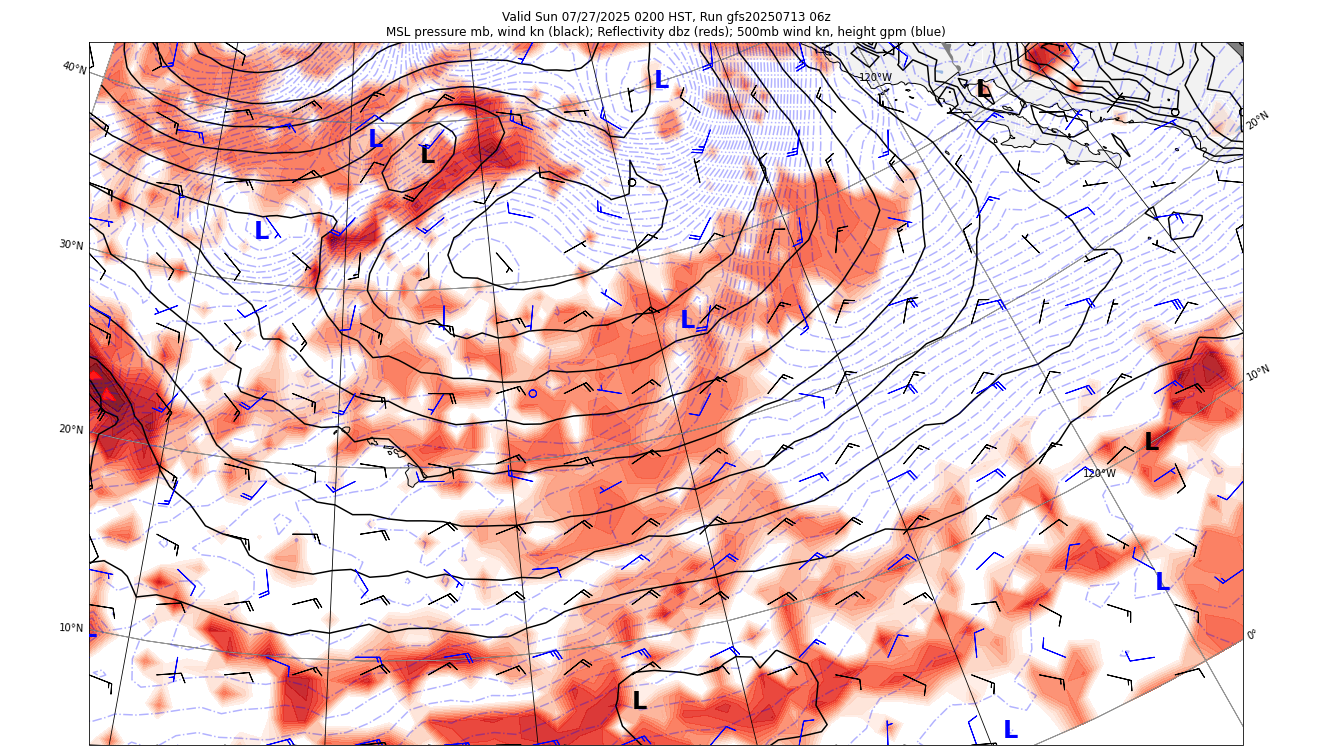 Valid Sun 07/27/2025 0200 HST, Run gfs20250713 06z
MSL pressure mb, wind kn (black); Reflectivity dbz (reds); 500mb wind kn, height gpm (blue)
40°N
120°W
L
L
20°N
L
L
L
30°N
L
10°N
20°N
L
120°W
L
10°N
0°
L
L